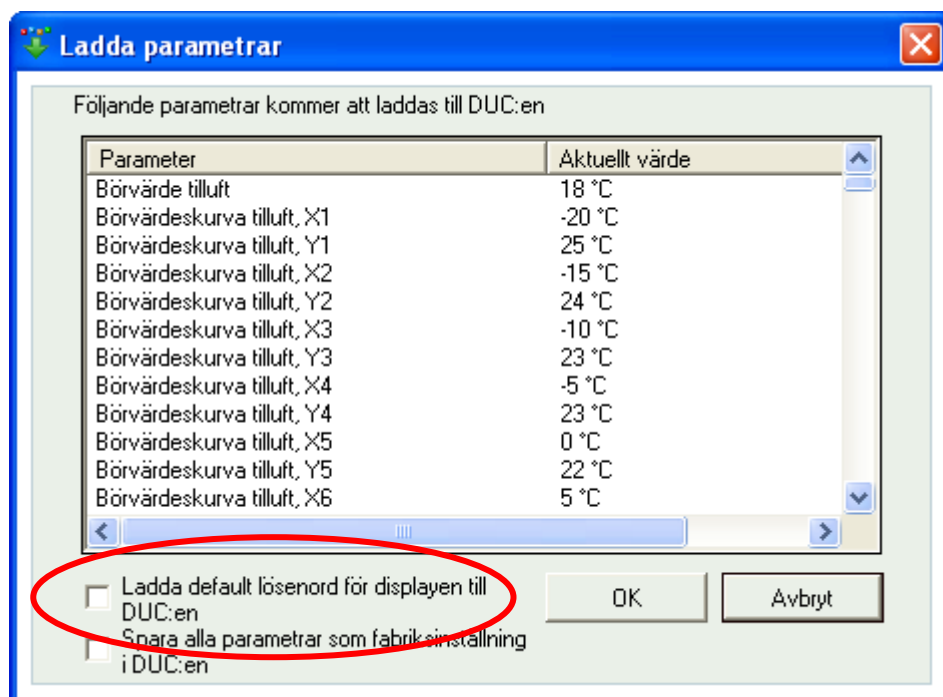 Ladda parametrar
Följande parametrar kommer att laddas till DUC:en
Parameter Aktuellt värde
Börvärde tilluft 18 °C
Börvärdeskurva tilluft, X1 -20 °C
Börvärdeskurva tilluft, Y1 25 °C
Börvärdeskurva tilluft, X2 -15 °C
Börvärdeskurva tilluft, Y2 24 °C
Börvärdeskurva tilluft, X3 -10 °C
Börvärdeskurva tilluft, Y3 23 °C
Börvärdeskurva tilluft, X4 -5 °C
Börvärdeskurva tilluft, Y4 23 °C
Börvärdeskurva tilluft, X5 0 °C
Börvärdeskurva tilluft, Y5 22 °C
Börvärdeskurva tilluft, X6 5 °C
Ladda default lösenord för displayen till
DUC:en
OK Avbryt
Spara alla parametrar som fabriksinställning
i DUC:en